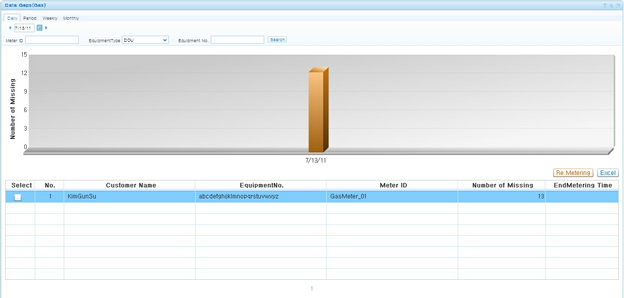 Data Gaps(Gas)
Daily Period Weekly Monthly
7/13/11
Meter ID EquipmentType DCU Equipment No. Search
15
12
9
6
3
0
Number of Missing
7/13/11
Re Metering Excel
Select No. Customer Name EquipmentNo. Meter ID Number of Missing EndMetering Time
1 KimGunSu abcdefghijklmnopqrstuvwxyz GasMeter_01 13
1